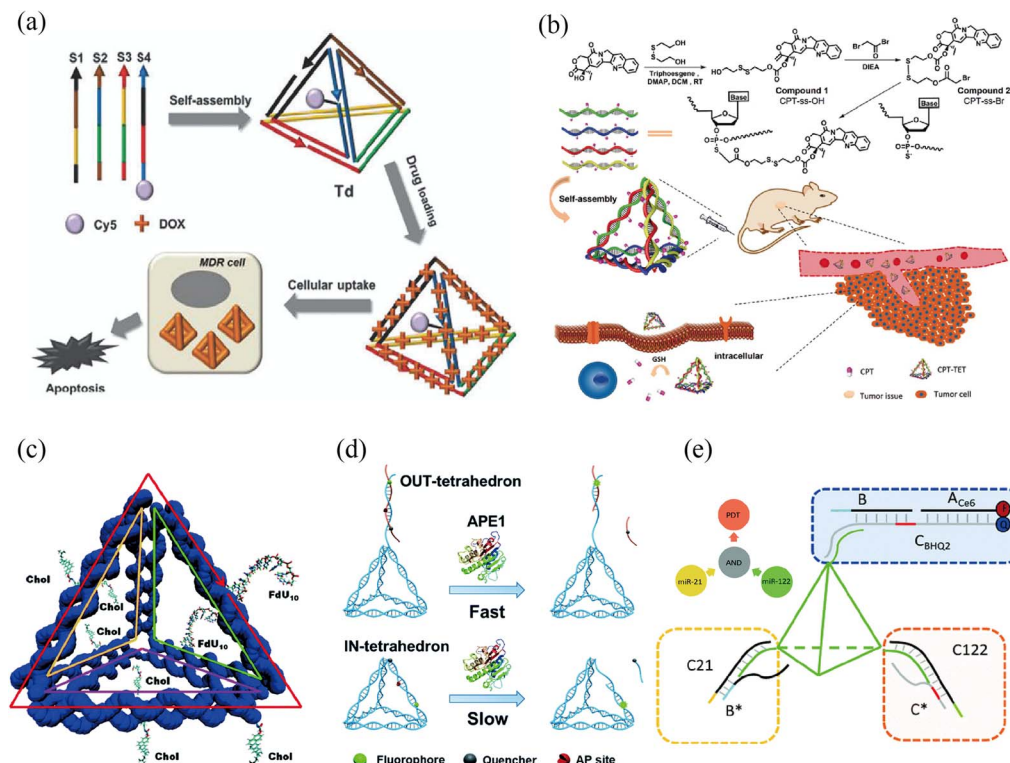 (a)
S1 S2 S3 S4
Self-assembly
Td
Cy5
DOX
Drug loading
MDR cell
Cellular uptake
Apoptosis
(b)
HO
S
S
OH
Triphosgene ,
DMAP, DCM , RT
Compound 1
CPT-ss-OH
DIEA
Compound 2
CPT-ss-Br
Base
Base
Self-assembly
GSH
intracellular
CPT
CPT-TET
Tumor issue
Tumor cell
(c)
Chol
Chol
Chol
Chol
Chol
Chol
FdU10
FdU10
(d)
OUT-tetrahedron
APE1
Fast
IN-tetrahedron
Slow
Fluorophore
Quencher
AP site
(e)
PDT
AND
miR-21
miR-122
B
ACe6
F
Q
CBHQ2
C21
B*
C122
C*